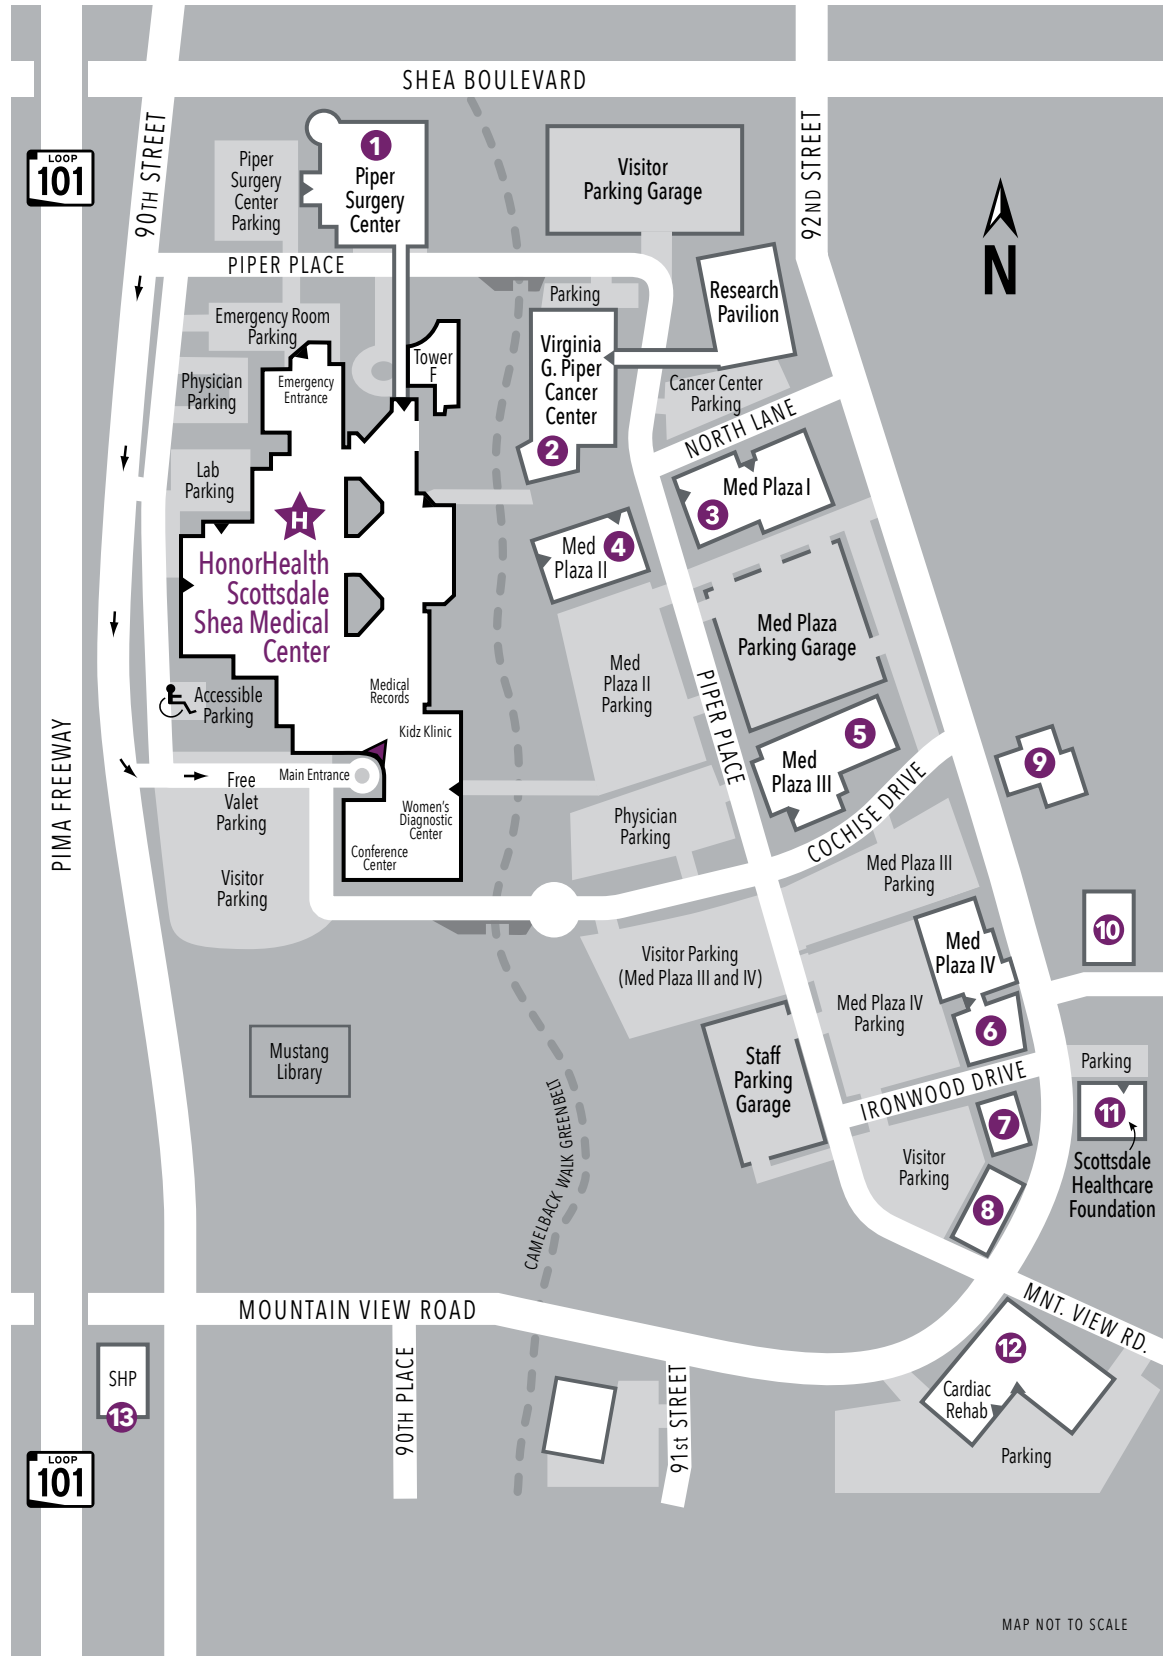 SHEA BOULEVARD
LOOP
101
90TH STREET
92ND STREET
1
Piper
Surgery
Center
Piper
Surgery
Center
Parking
Visitor
Parking Garage
N
PIPER PLACE
Parking
Research
Pavilion
Emergency Room
Parking
Tower
F
Virginia
G. Piper
Cancer
Center
2
Physician
Parking
Emergency
Entrance
Cancer Center
Parking
NORTH LANE
Lab
Parking
H
HonorHealth
Scottsdale
Shea Medical
Center
Med Plaza I
3
Med
Plaza II
4
Med Plaza
Parking Garage
Med
Plaza II
Parking
PIPER PLACE
Accessible
Parking
Medical
Records
Kidz Klinic
Main Entrance
Free
Valet
Parking
Women's
Diagnostic
Center
Conference
Center
Visitor
Parking
PIMA FREEWAY
5
Med
Plaza III
9
Physician
Parking
COCHISE DRIVE
Med Plaza III
Parking
10
Med
Plaza IV
Visitor Parking
(Med Plaza III and IV)
Med Plaza IV
Parking
6
Mustang
Library
Staff
Parking
Garage
IRONWOOD DRIVE
Parking
11
Scottsdale
Healthcare
Foundation
7
Visitor
Parking
8
CAMELBACK WALK GREENBELT
MOUNTAIN VIEW ROAD
MNT. VIEW RD.
12
Cardiac
Rehab
Parking
SHP
13
90TH PLACE
91st STREET
LOOP
101
MAP NOT TO SCALE